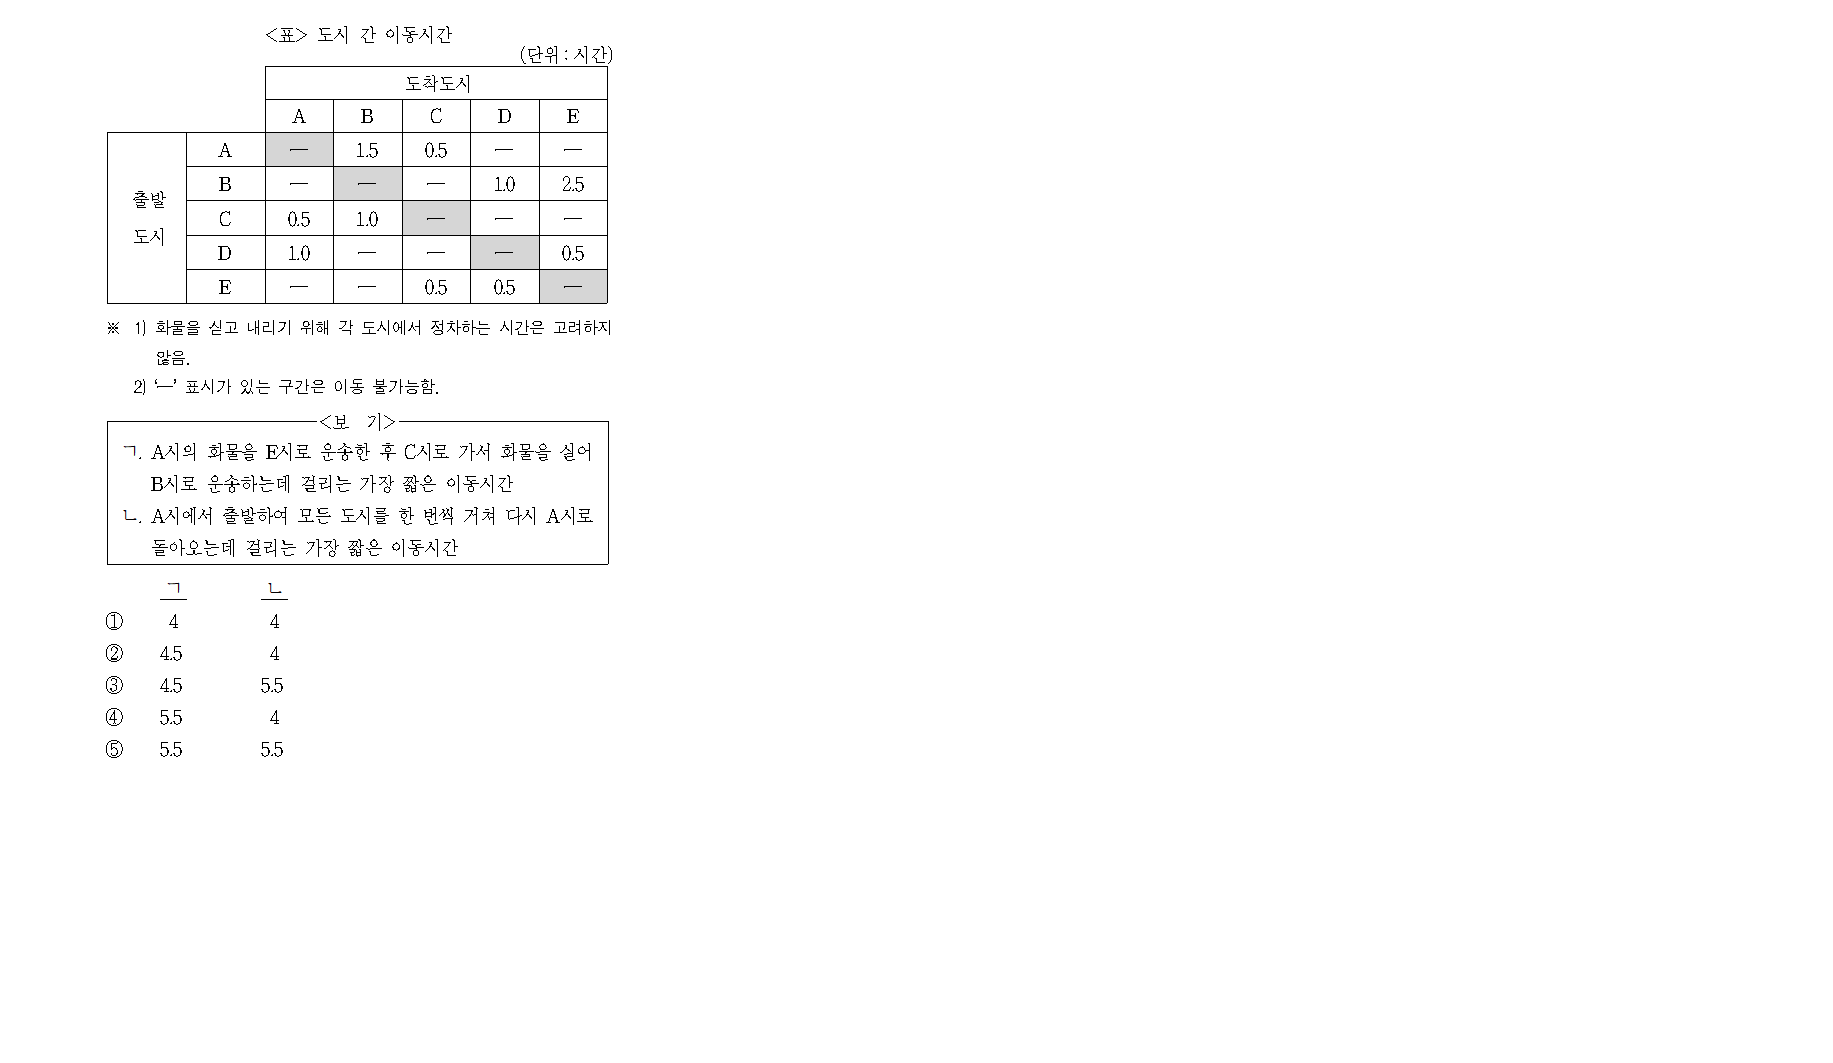 <표> 도시 간 이동시간
(단위 : 시간)
도착도시
A B C D E
A — 1.5 0.5 — —
B — — — 1.0 2.5
출발
C 0.5 1.0 — — —
도시
D 1.0 — — — 0.5
E — — 0.5 0.5 —
※ 1) 화물을 싣고 내리기 위해 각 도시에서 정차하는 시간은 고려하지
않음.
2) ‘—’ 표시가 있는 구간은 이동 불가능함.
<보 기>
ㄱ. A시의 화물을 E시로 운송한 후 C시로 가서 화물을 실어
B시로 운송하는데 걸리는 가장 짧은 이동시간
ㄴ. A시에서 출발하여 모든 도시를 한 번씩 거쳐 다시 A시로
돌아오는데 걸리는 가장 짧은 이동시간
ㄱ ㄴ
① 4 4
② 4.5 4
③ 4.5 5.5
④ 5.5 4
⑤ 5.5 5.5